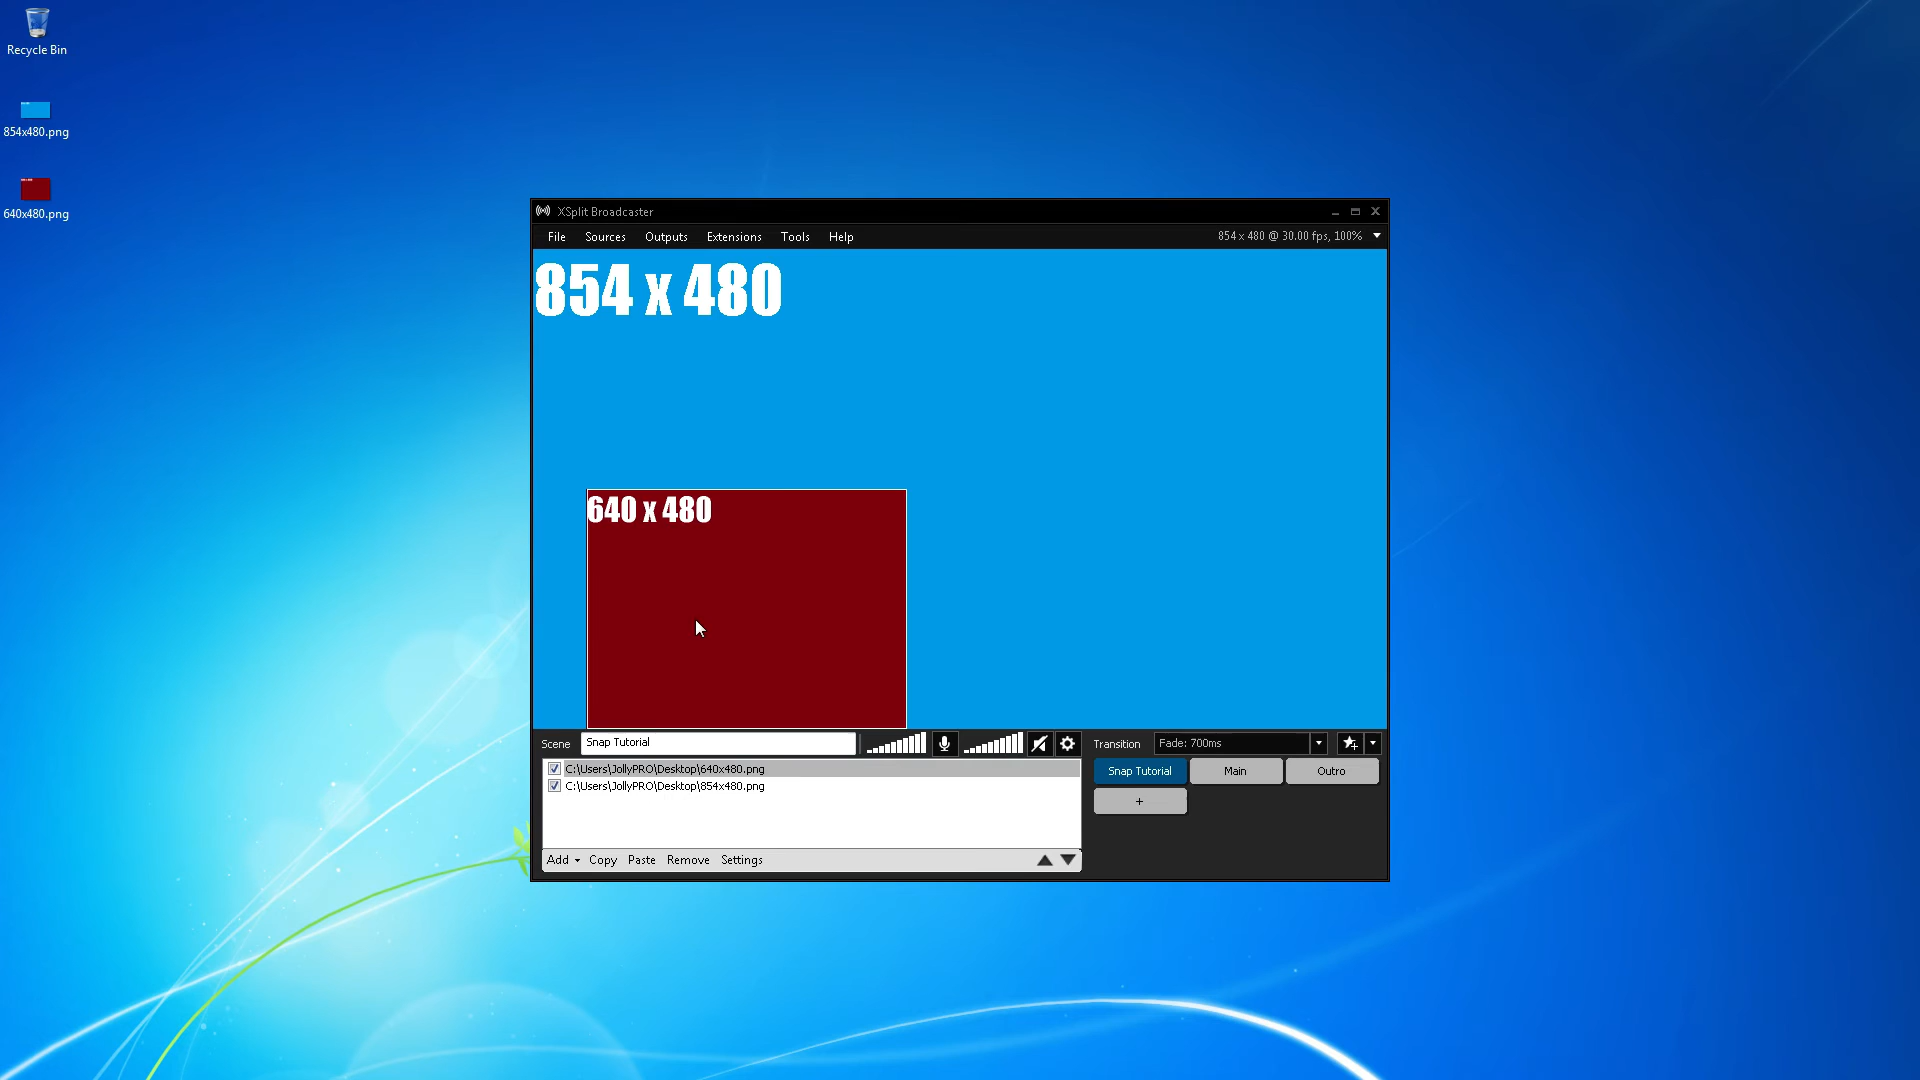 Recycle Bin
854x480.png
640x480.png
XSplit Broadcaster
File Sources Outputs Extensions Tools Help 854 x 480 @ 30.00 fps, 100%
854 x 480
640 x 480
Scene Snap Tutorial Transition Fade: 700ms
C:\Users\JollyPRO\Desktop\640x480.png
C:\Users\JollyPRO\Desktop\854x480.png
Snap Tutorial Main Outro
+
Add Copy Paste Remove Settings